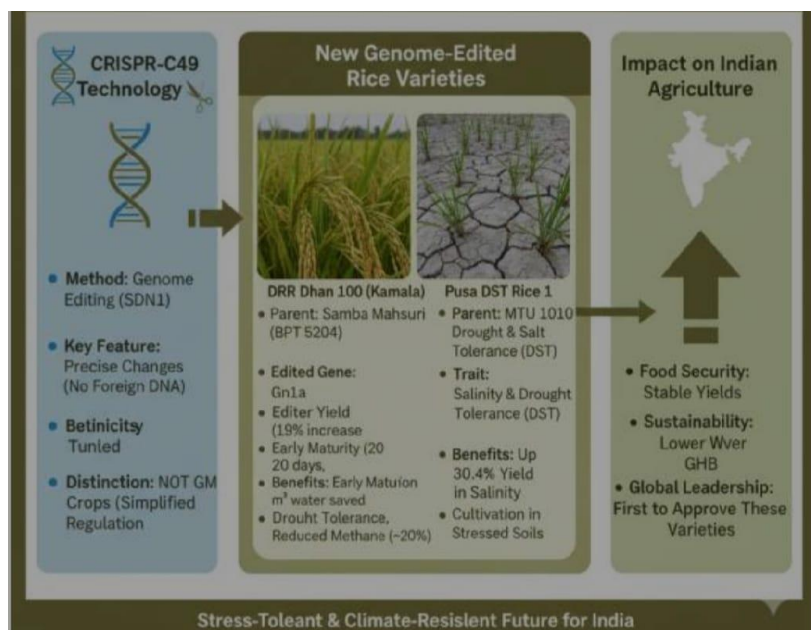 CRISPR-C49
Technology
Method: Genome
Editing (SDN1)
Key Feature:
Precise Changes
(No Foreign DNA)
Betinicitsy
Tunled
Distinction: NOT GM
Crops (Simplified
Regulation
New Genome-Edited
Rice Varieties
DRR Dhan 100 (Kamala)
Parent: Samba Mahsuri
(BPT 5204)
Edited Gene:
Gn1a
Editer Yield
(19% increase
Early Maturity (20
20 days,
Benefits: Early Matuion
m³ water saved
Drouht Tolerance,
Reduced Methane (~20%)
Pusa DST Rice 1
Parent: MTU 1010
Drought & Salt
Tolerance (DST)
Trait:
Salinity & Drought
Tolerance (DST)
Benefits: Up
30.4% Yield
in Salinity
Cultivation in
Stressed Soils
Impact on Indian
Agriculture
Food Security:
Stable Yields
Sustainability:
Lower Wver
GHB
Global Leadership:
First to Approve These
Varieties
Stress-Toleant & Climate-Resislent Future for India